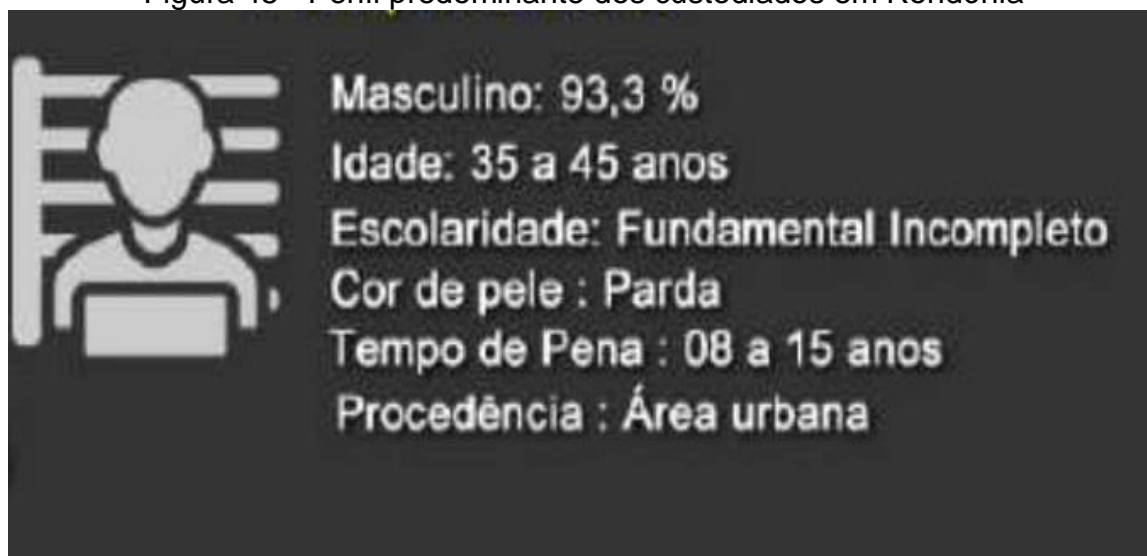 Perfil predominante dos custodiados em Rondônia
Masculino: 93,3 %
Idade: 35 a 45 anos
Escolaridade: Fundamental Incompleto
Cor de pele : Parda
Tempo de Pena : 08 a 15 anos
Procedência : Área urbana